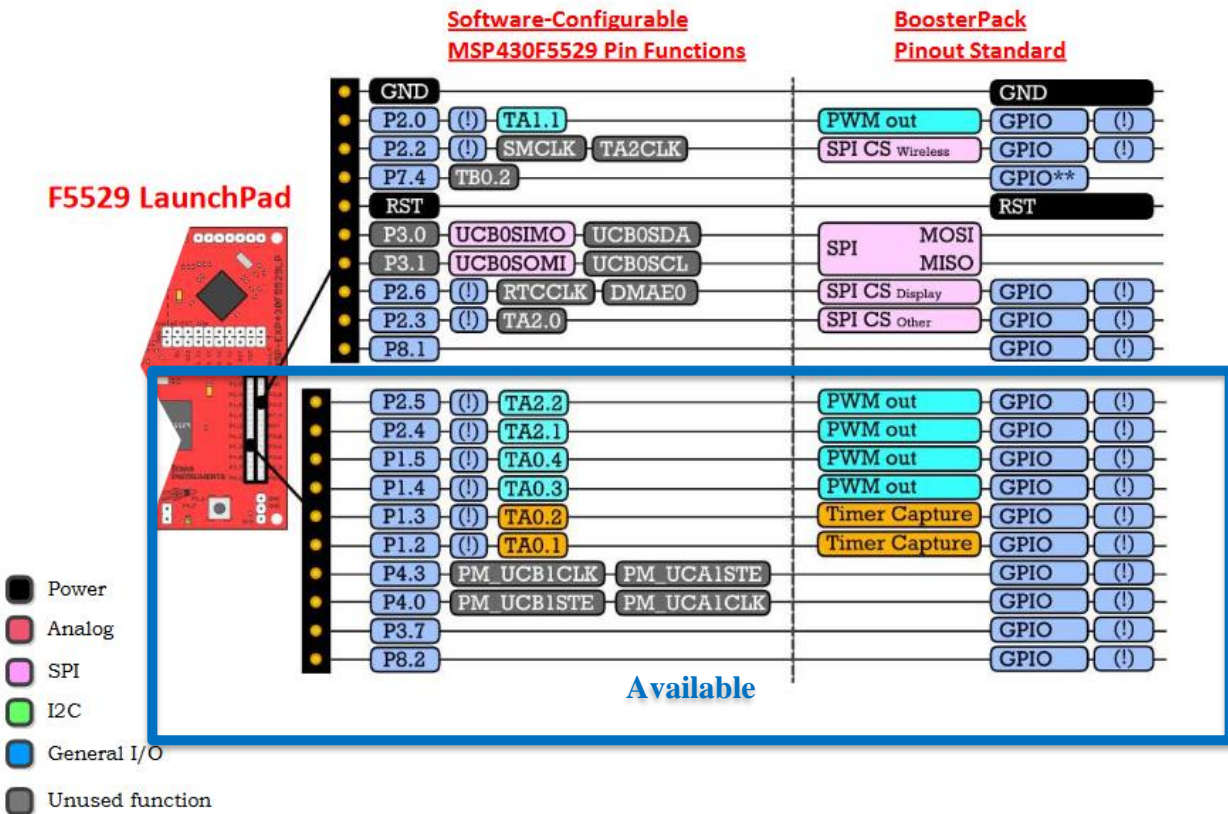 Software-Configurable
MSP430F5529 Pin Functions
BoosterPack
Pinout Standard
F5529 LaunchPad
GND GND
P2.0 (!) TA1.1 PWM out GPIO (!)
P2.2 (!) SMCLK TA2CLK SPI CS Wireless GPIO (!)
P7.4 TB0.2 GPIO**
RST RST
P3.0 UCB0SIMO UCB0SDA SPI MOSI
P3.1 UCB0SOMI UCB0SCL MISO
P2.6 (!) RTCCLK DMAE0 SPI CS Display GPIO (!)
P2.3 (!) TA2.0 SPI CS Other GPIO (!)
P8.1 GPIO (!)
P2.5 (!) TA2.2 PWM out GPIO (!)
P2.4 (!) TA2.1 PWM out GPIO (!)
P1.5 (!) TA0.4 PWM out GPIO (!)
P1.4 (!) TA0.3 PWM out GPIO (!)
P1.3 (!) TA0.2 Timer Capture GPIO (!)
P1.2 (!) TA0.1 Timer Capture GPIO (!)
P4.3 PM_UCB1CLK PM_UCA1STE GPIO (!)
P4.0 PM_UCB1STE PM_UCA1CLK GPIO (!)
P3.7 GPIO (!)
P8.2 GPIO (!)
Available
Power
Analog
SPI
I2C
General I/O
Unused function
TEXAS
INSTRUMENTS